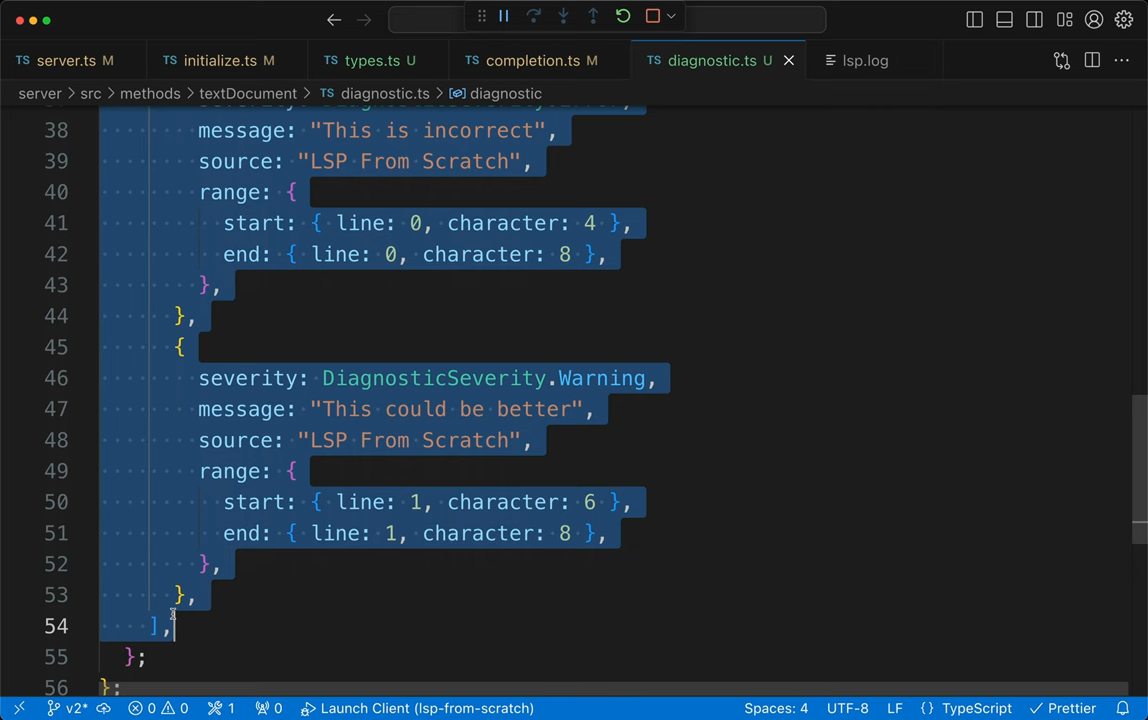 TS server.ts M TS initialize.ts M TS types.ts U TS completion.ts M TS diagnostic.ts U lsp.log
server > src > methods > textDocument > TS diagnostic.ts > diagnostic
38 message: "This is incorrect",
39 source: "LSP From Scratch",
40 range: {
41 start: { line: 0, character: 4 },
42 end: { line: 0, character: 8 },
43 },
44 },
45 {
46 severity: DiagnosticSeverity.Warning,
47 message: "This could be better",
48 source: "LSP From Scratch",
49 range: {
50 start: { line: 1, character: 6 },
51 end: { line: 1, character: 8 },
52 },
53 },
54 ],
55 };
56 };
v2* 0 0 1 0 Launch Client (lsp-from-scratch) Spaces: 4 UTF-8 LF {} TypeScript Prettier